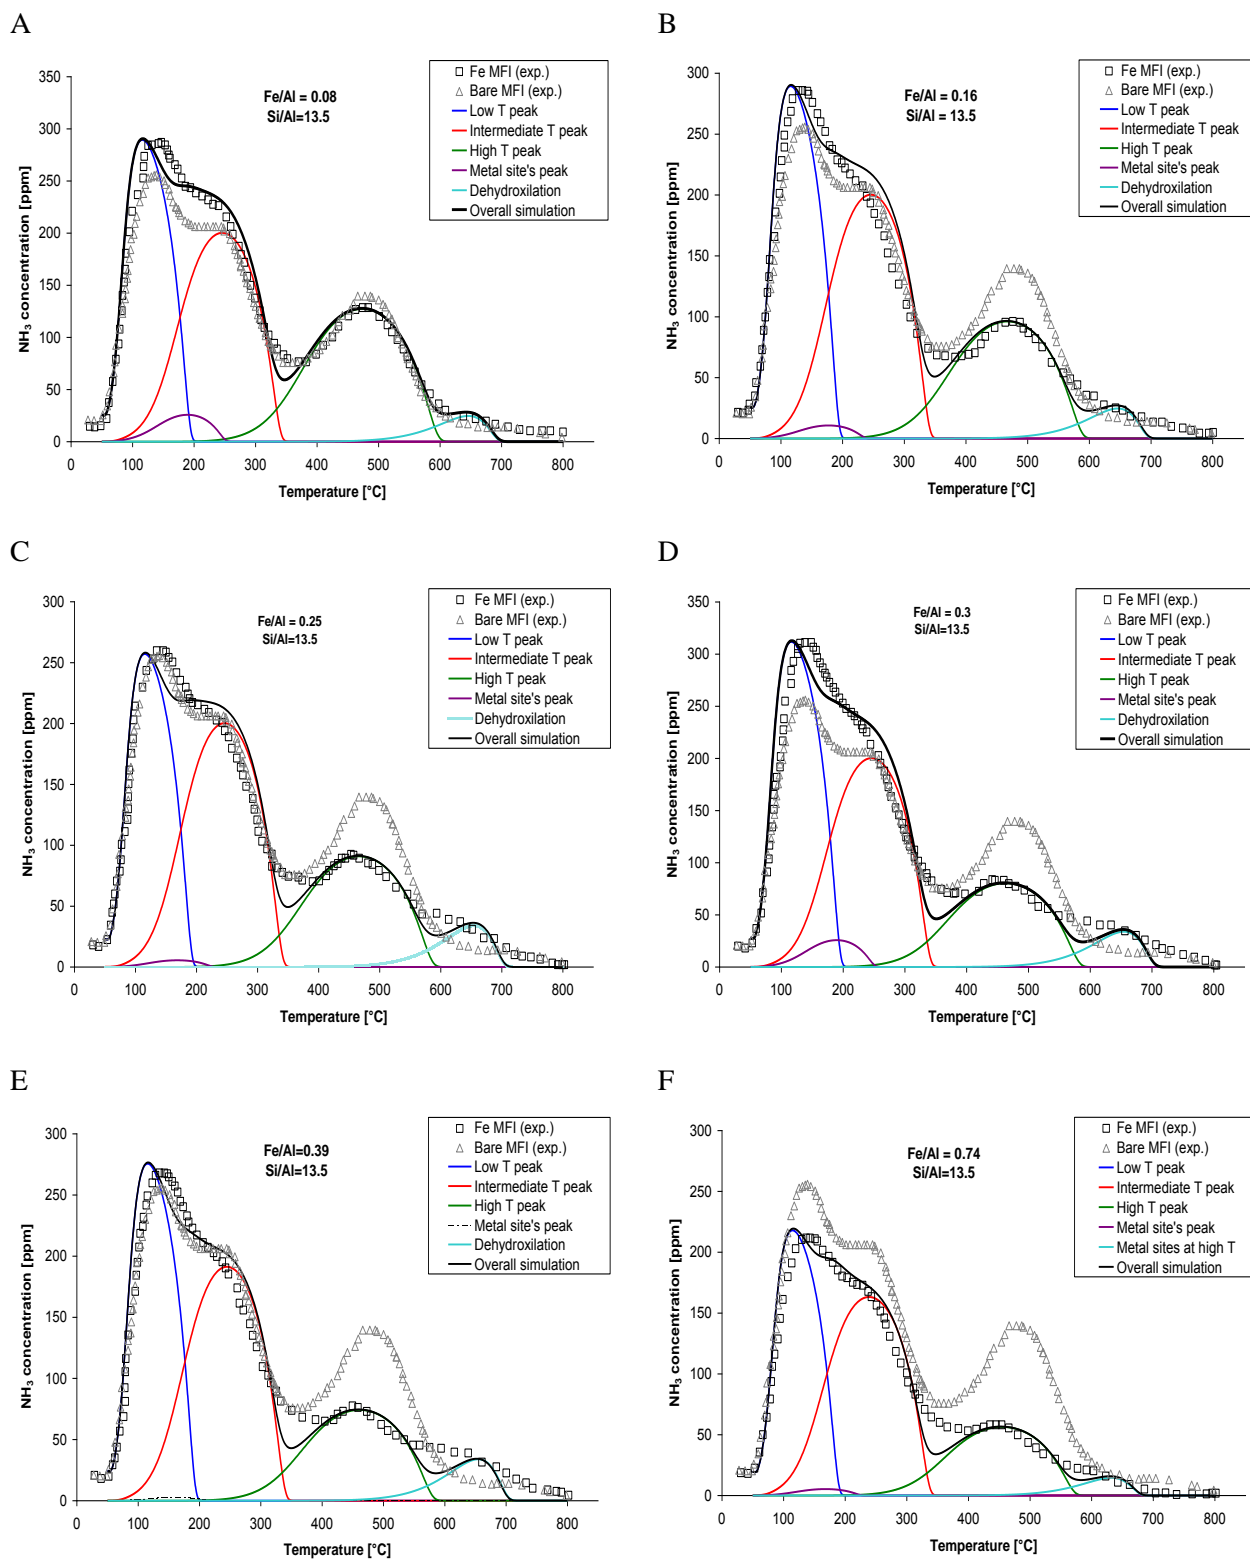 A
NH3 concentration [ppm]
350
300
250
200
150
100
50
0
0 100 200 300 400 500 600 700 800
Temperature [°C]
Fe/Al = 0.08
Si/Al=13.5
Fe MFI (exp.)
Bare MFI (exp.)
Low T peak
Intermediate T peak
High T peak
Metal site's peak
Dehydroxilation
Overall simulation
B
NH3 concentration [ppm]
300
250
200
150
100
50
0
0 100 200 300 400 500 600 700 800
Temperature [°C]
Fe/Al = 0.16
Si/Al = 13.5
Fe MFI (exp.)
Bare MFI (exp.)
Low T peak
Intermediate T peak
High T peak
Metal site's peak
Dehydroxilation
Overall simulation
C
NH3 concentration [ppm]
300
250
200
150
100
50
0
0 100 200 300 400 500 600 700 800
Temperature [°C]
Fe/Al = 0.25
Si/Al=13.5
Fe MFI (exp.)
Bare MFI (exp.)
Low T peak
Intermediate T peak
High T peak
Metal site's peak
Dehydroxilation
Overall simulation
D
NH3 concentration [ppm]
350
300
250
200
150
100
50
0
0 100 200 300 400 500 600 700 800
Temperature [°C]
Fe/Al = 0.3
Si/Al=13.5
Fe MFI (exp.)
Bare MFI (exp.)
Low T peak
Intermediate T peak
High T peak
Metal site's peak
Dehydroxilation
Overall simulation
E
NH3 concentration [ppm]
300
250
200
150
100
50
0
0 100 200 300 400 500 600 700 800
Temperature [°C]
Fe/Al=0.39
Si/Al=13.5
Fe MFI (exp.)
Bare MFI (exp.)
Low T peak
Intermediate T peak
High T peak
Metal site's peak
Dehydroxilation
Overall simulation
F
NH3 concentration [ppm]
300
250
200
150
100
50
0
0 100 200 300 400 500 600 700 800
Temperature [°C]
Fe/Al = 0.74
Si/Al=13.5
Fe MFI (exp.)
Bare MFI (exp.)
Low T peak
Intermediate T peak
High T peak
Metal site's peak
Metal sites at high T
Overall simulation